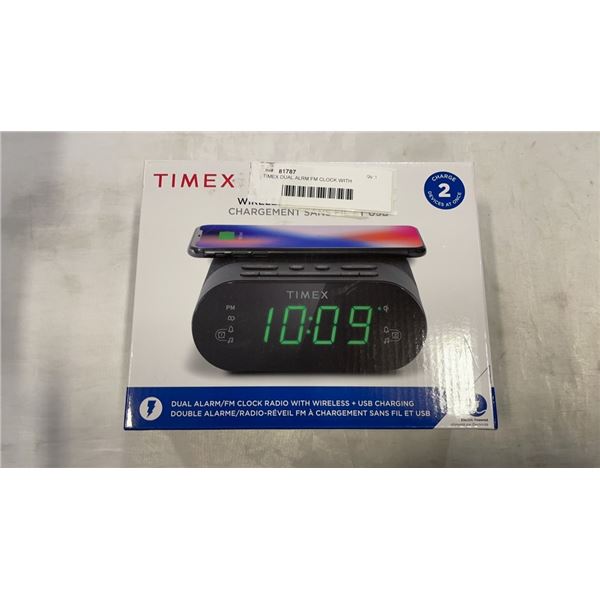 81787
TIMEX DUAL ALRM FM CLOCK WITH
TIMEX
CHARGE
2
DEVICES AT ONCE
CHARGEMENT SANS FIL + USB
TIMEX
PM
10:09
DUAL ALARM/FM CLOCK RADIO WITH WIRELESS + USB CHARGING
DOUBLE ALARME/RADIO-RÉVEIL FM À CHARGEMENT SANS FIL ET USB